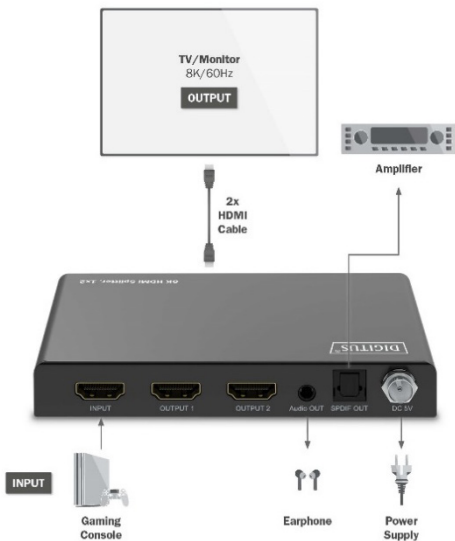 TV/Monitor
8K/60Hz
OUTPUT
Amplifier
2x
HDMI
Cable
8K HDMI Splitter, 1x2
DIGITUS
INPUT
OUTPUT 1
OUTPUT 2
Audio OUT
SPDIF OUT
DC 5V
INPUT
Gaming
Console
Earphone
Power
Supply